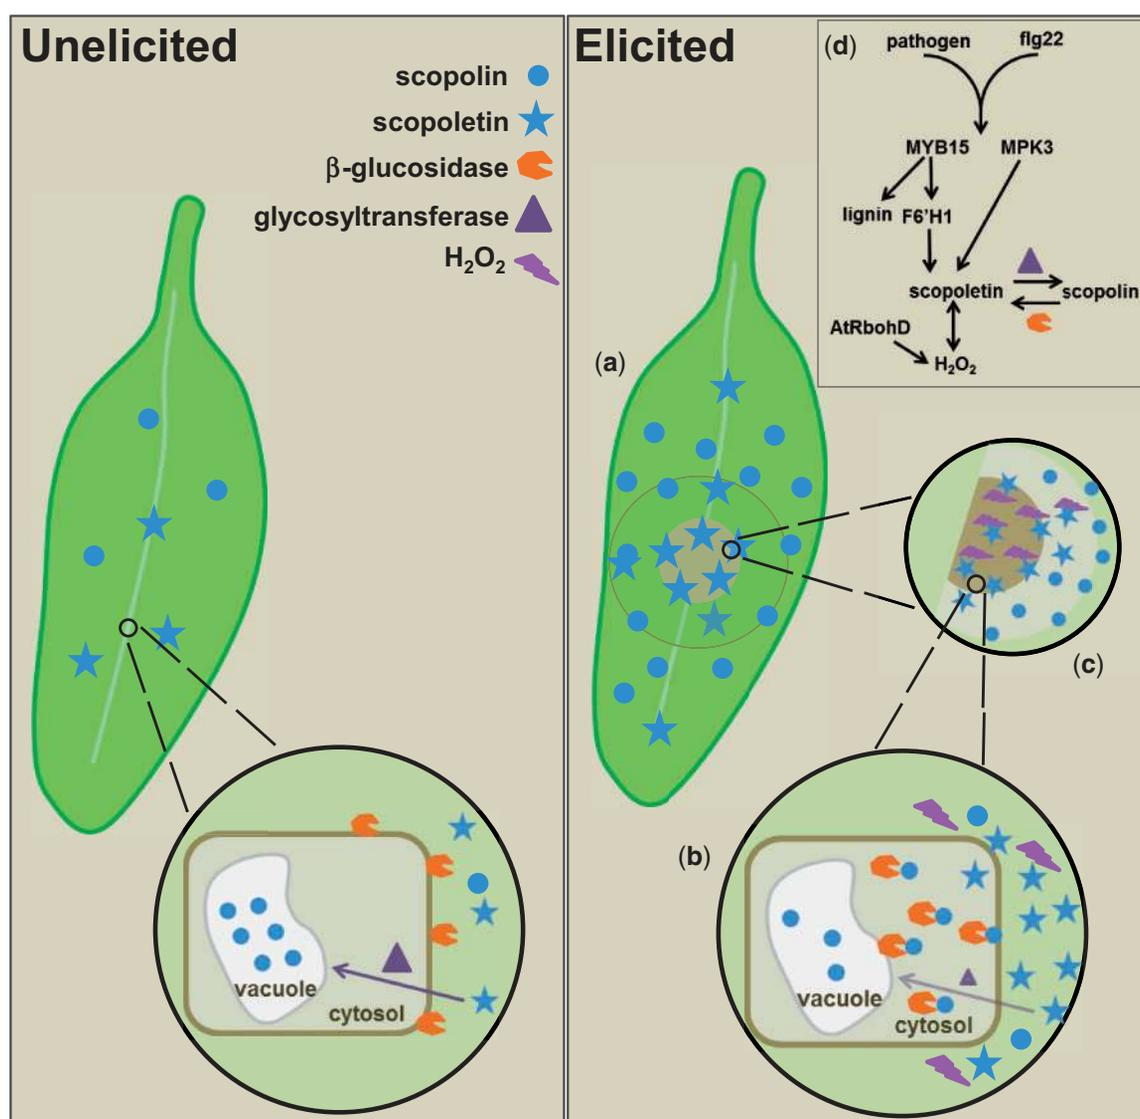 Unelicited
scopolin
scopoletin
β-glucosidase
glycosyltransferase
H₂O₂
vacuole
cytosol
Elicited
(a)
(d)
pathogen flg22
MYB15 MPK3
lignin F6'H1
scopoletin scopolin
AtRbohD
H₂O₂
(c)
(b)
vacuole
cytosol